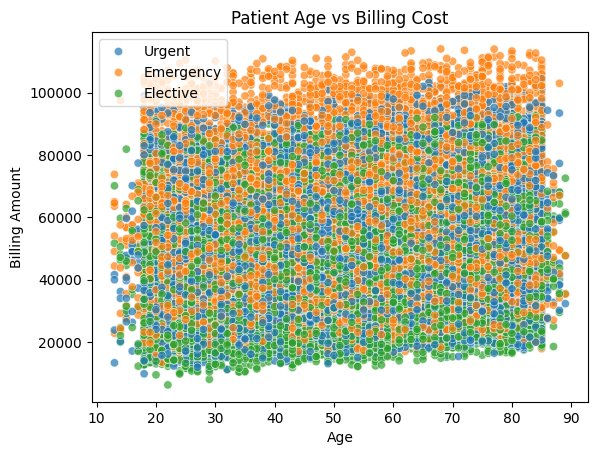 Patient Age vs Billing Cost
Urgent
Emergency
Elective
Billing Amount
100000
80000
60000
40000
20000
10 20 30 40 50 60 70 80 90
Age